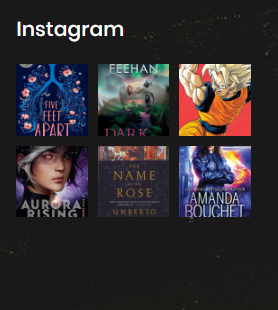 Instagram
FIVE
FEET
APART
FEEHAN
DARK
AURORA
RISING
THE
NAME
OF THE
ROSE
UMBERTO
AMANDA
BOUCHET